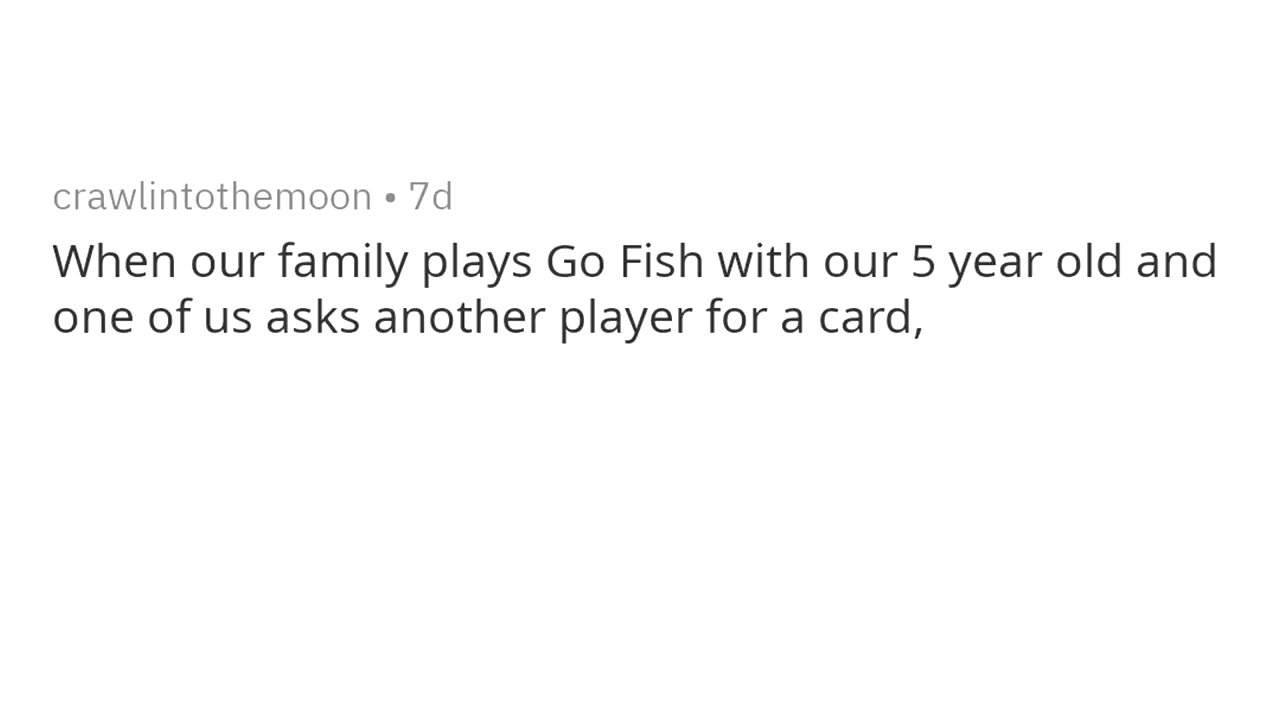 crawlintothemoon • 7d
When our family plays Go Fish with our 5 year old and
one of us asks another player for a card,